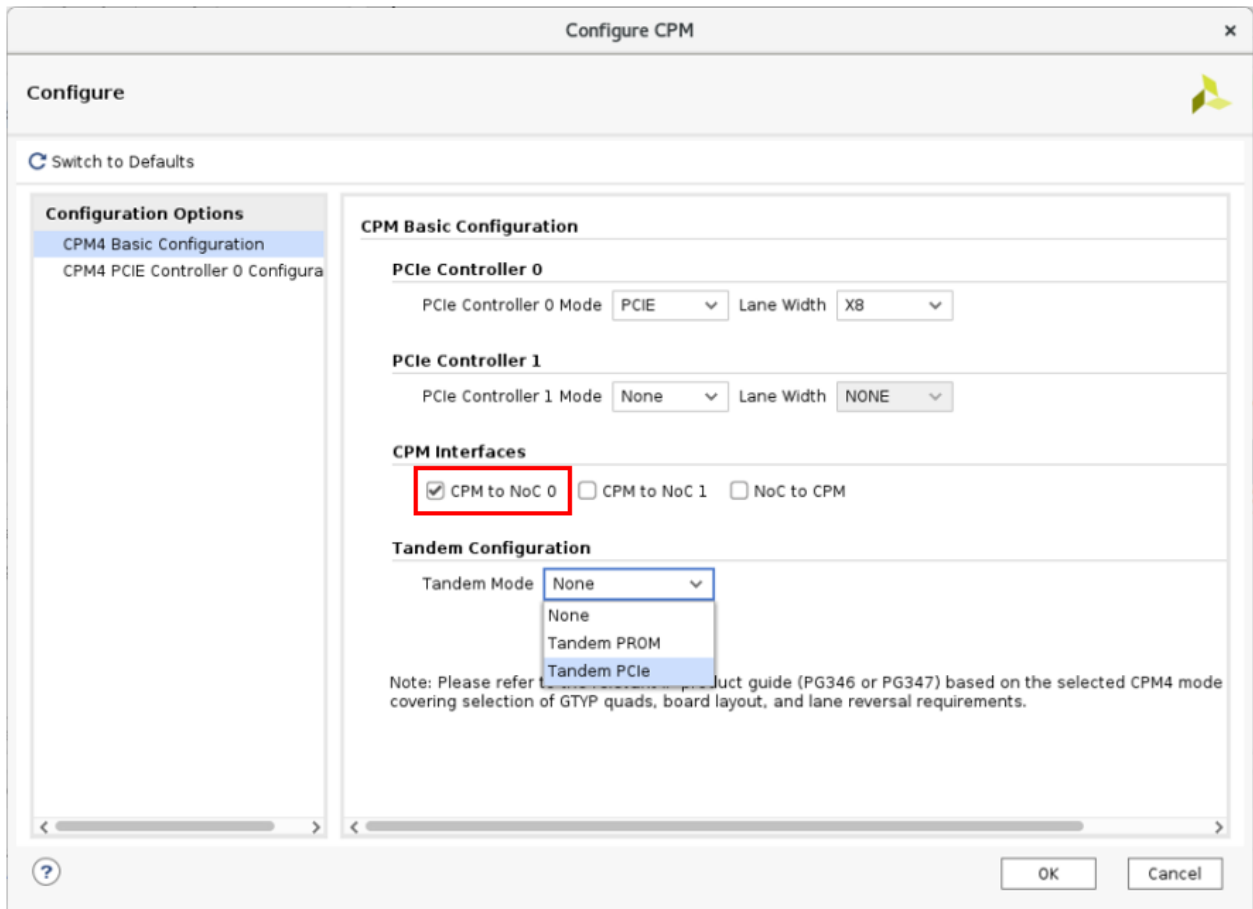 Configure CPM
Configure
Switch to Defaults
Configuration Options
CPM4 Basic Configuration
CPM4 PCIE Controller 0 Configura
CPM Basic Configuration
PCIe Controller 0
PCIe Controller 0 Mode PCIE Lane Width X8
PCIe Controller 1
PCIe Controller 1 Mode None Lane Width NONE
CPM Interfaces
CPM to NoC 0 CPM to NoC 1 NoC to CPM
Tandem Configuration
Tandem Mode None
None
Tandem PROM
Tandem PCIe
Note: Please refer product guide (PG346 or PG347) based on the selected CPM4 mode
covering selection of GTYP quads, board layout, and lane reversal requirements.
?
OK Cancel